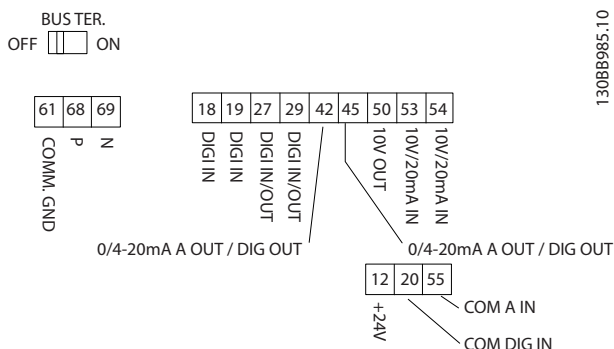 BUS TER.
OFF ON
61 68 69
COMM. GND
P
N
18 19 27 29 42 45 50 53 54
DIGI IN
DIGI IN
DIGI IN/OUT
DIGI IN/OUT
10V OUT
10V/20mA IN
10V/20mA IN
0/4-20mA A OUT / DIG OUT
0/4-20mA A OUT / DIG OUT
12 20 55
+24V
COM A IN
COM DIG IN
130BB985.10